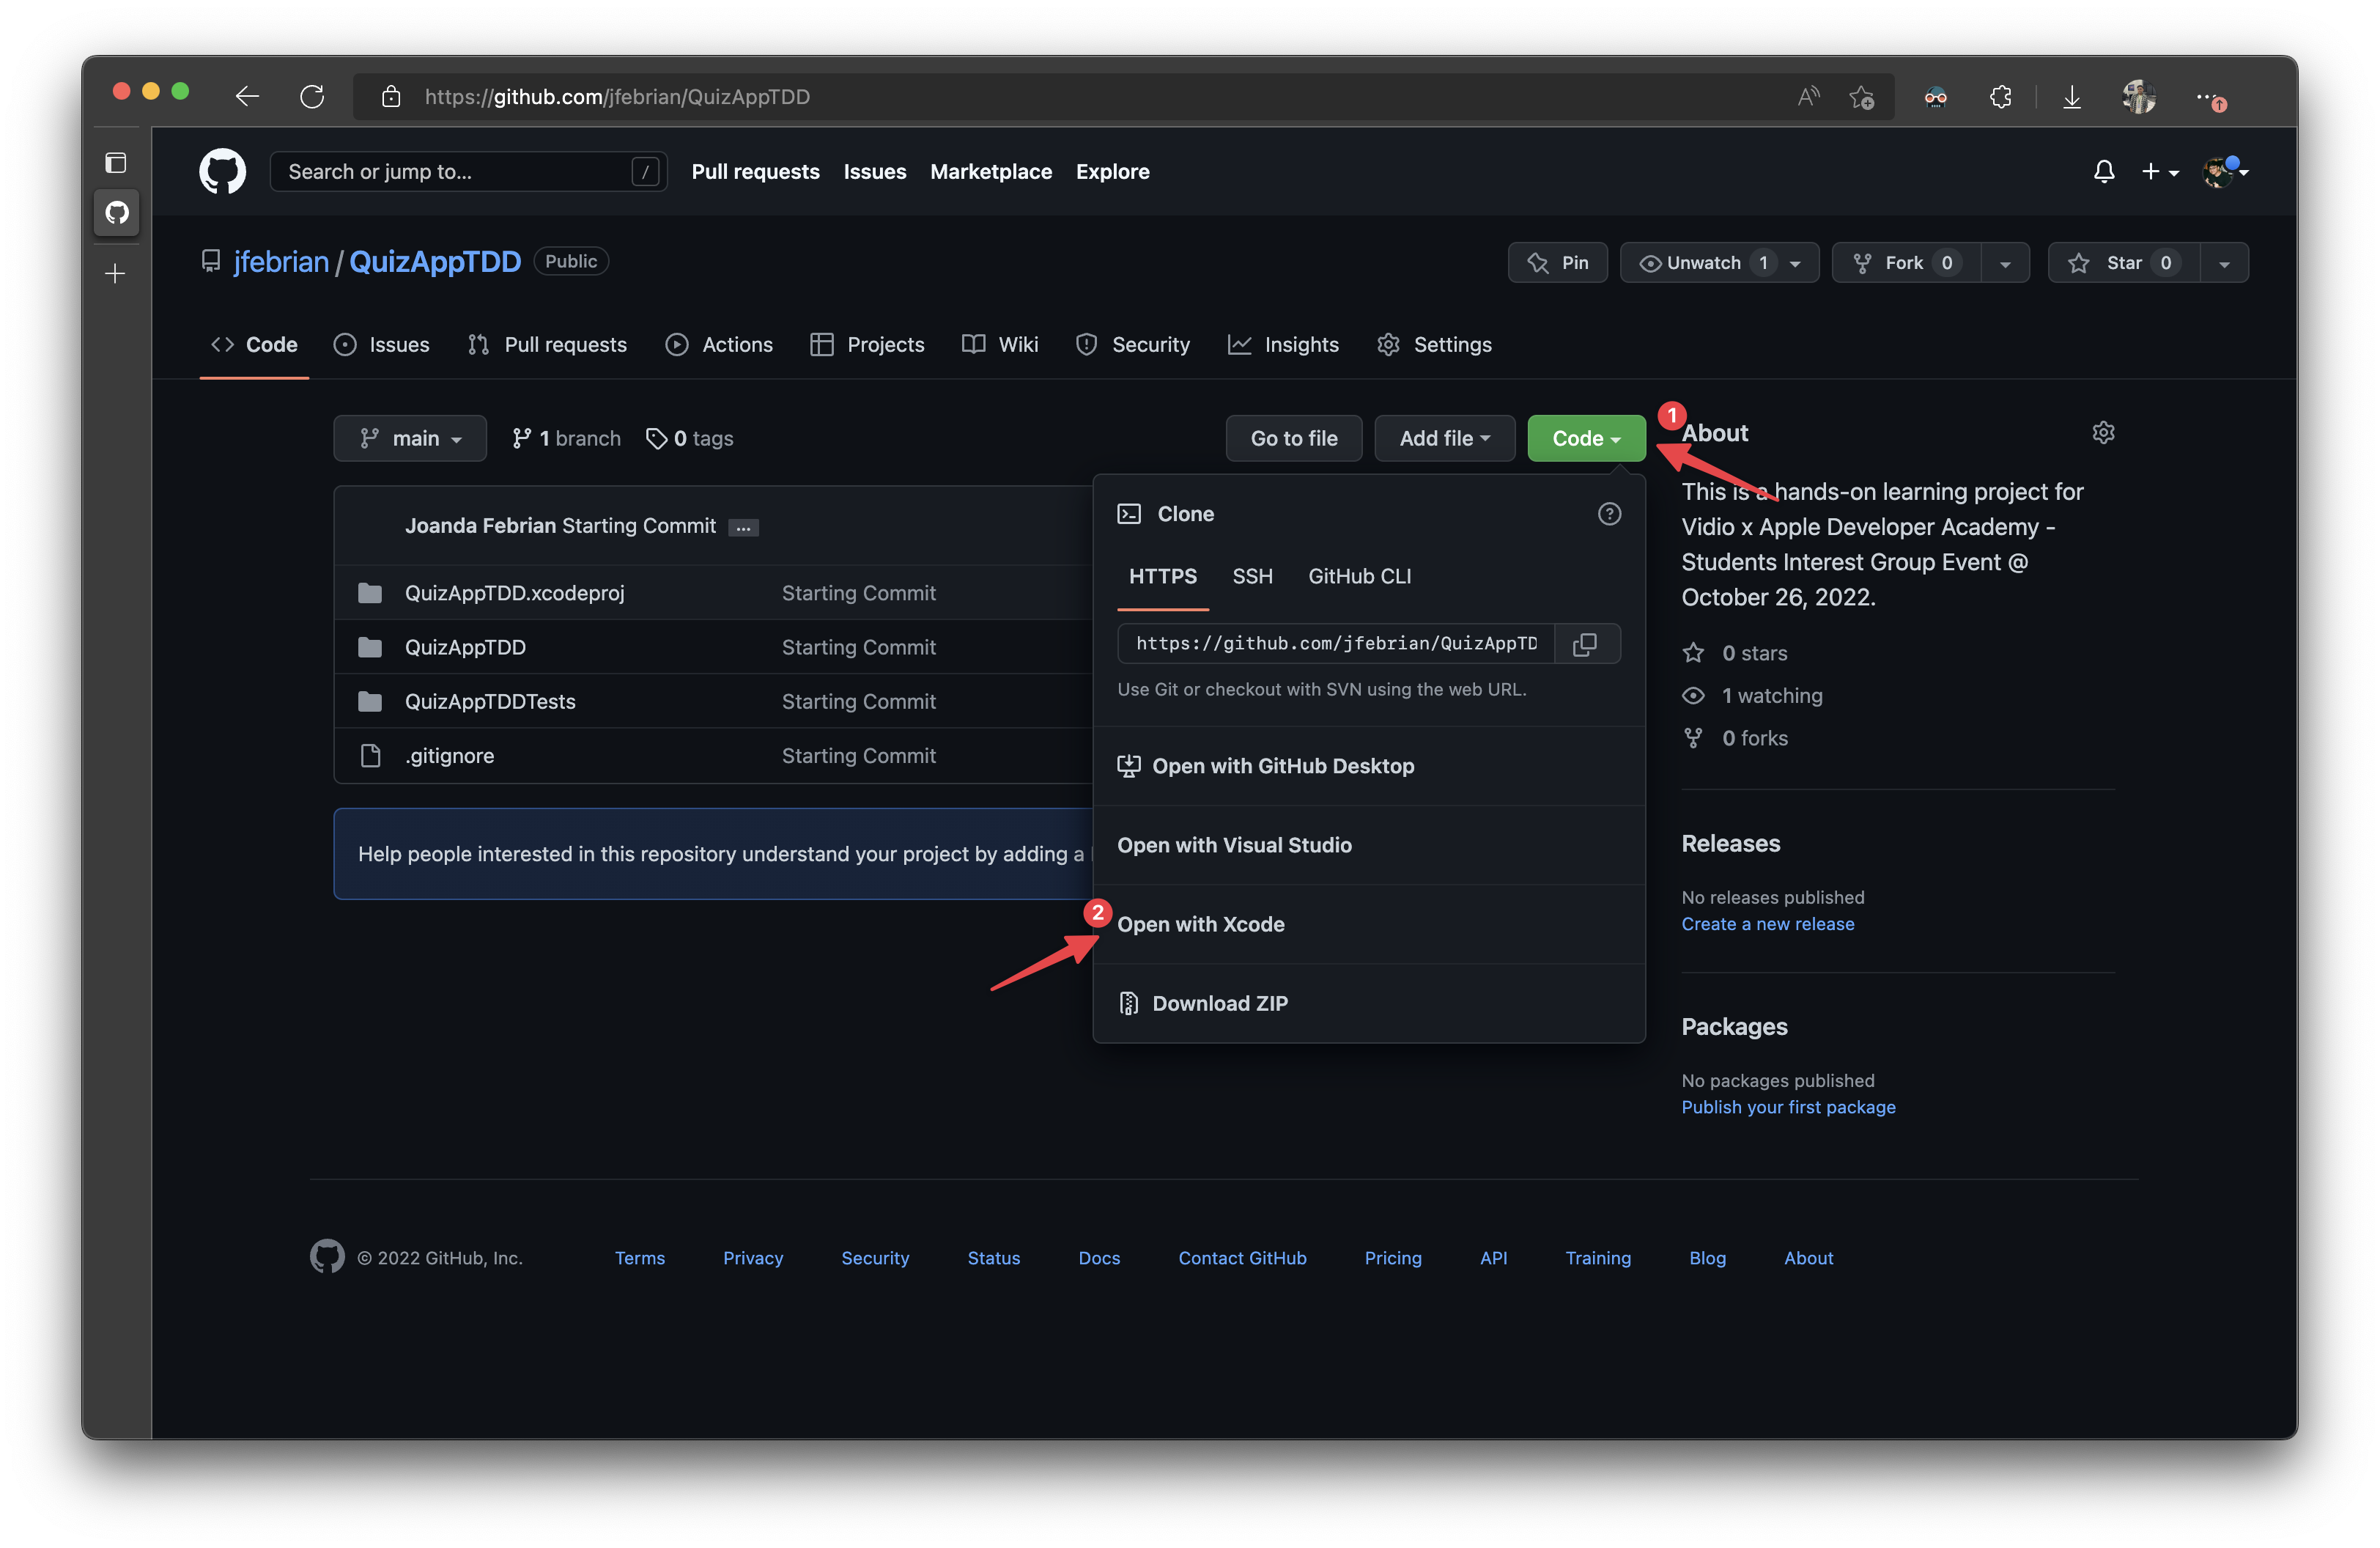 https://github.com/jfebrian/QuizAppTDD
Search or jump to... /
Pull requests
Issues
Marketplace
Explore
jfebrian / QuizAppTDD Public
Pin
Unwatch 1
Fork 0
Star 0
Code
Issues
Pull requests
Actions
Projects
Wiki
Security
Insights
Settings
main
1 branch
0 tags
Go to file
Add file
Code
1
Joanda Febrian Starting Commit ...
QuizAppTDD.xcodeproj Starting Commit
QuizAppTDD Starting Commit
QuizAppTDDTests Starting Commit
.gitignore Starting Commit
Help people interested in this repository understand your project by adding a
Clone
HTTPS
SSH
GitHub CLI
https://github.com/jfebrian/QuizAppTD
Use Git or checkout with SVN using the web URL.
Open with GitHub Desktop
Open with Visual Studio
2
Open with Xcode
Download ZIP
About
This is a hands-on learning project for
Vidio x Apple Developer Academy -
Students Interest Group Event @
October 26, 2022.
0 stars
1 watching
0 forks
Releases
No releases published
Create a new release
Packages
No packages published
Publish your first package
© 2022 GitHub, Inc.
Terms
Privacy
Security
Status
Docs
Contact GitHub
Pricing
API
Training
Blog
About